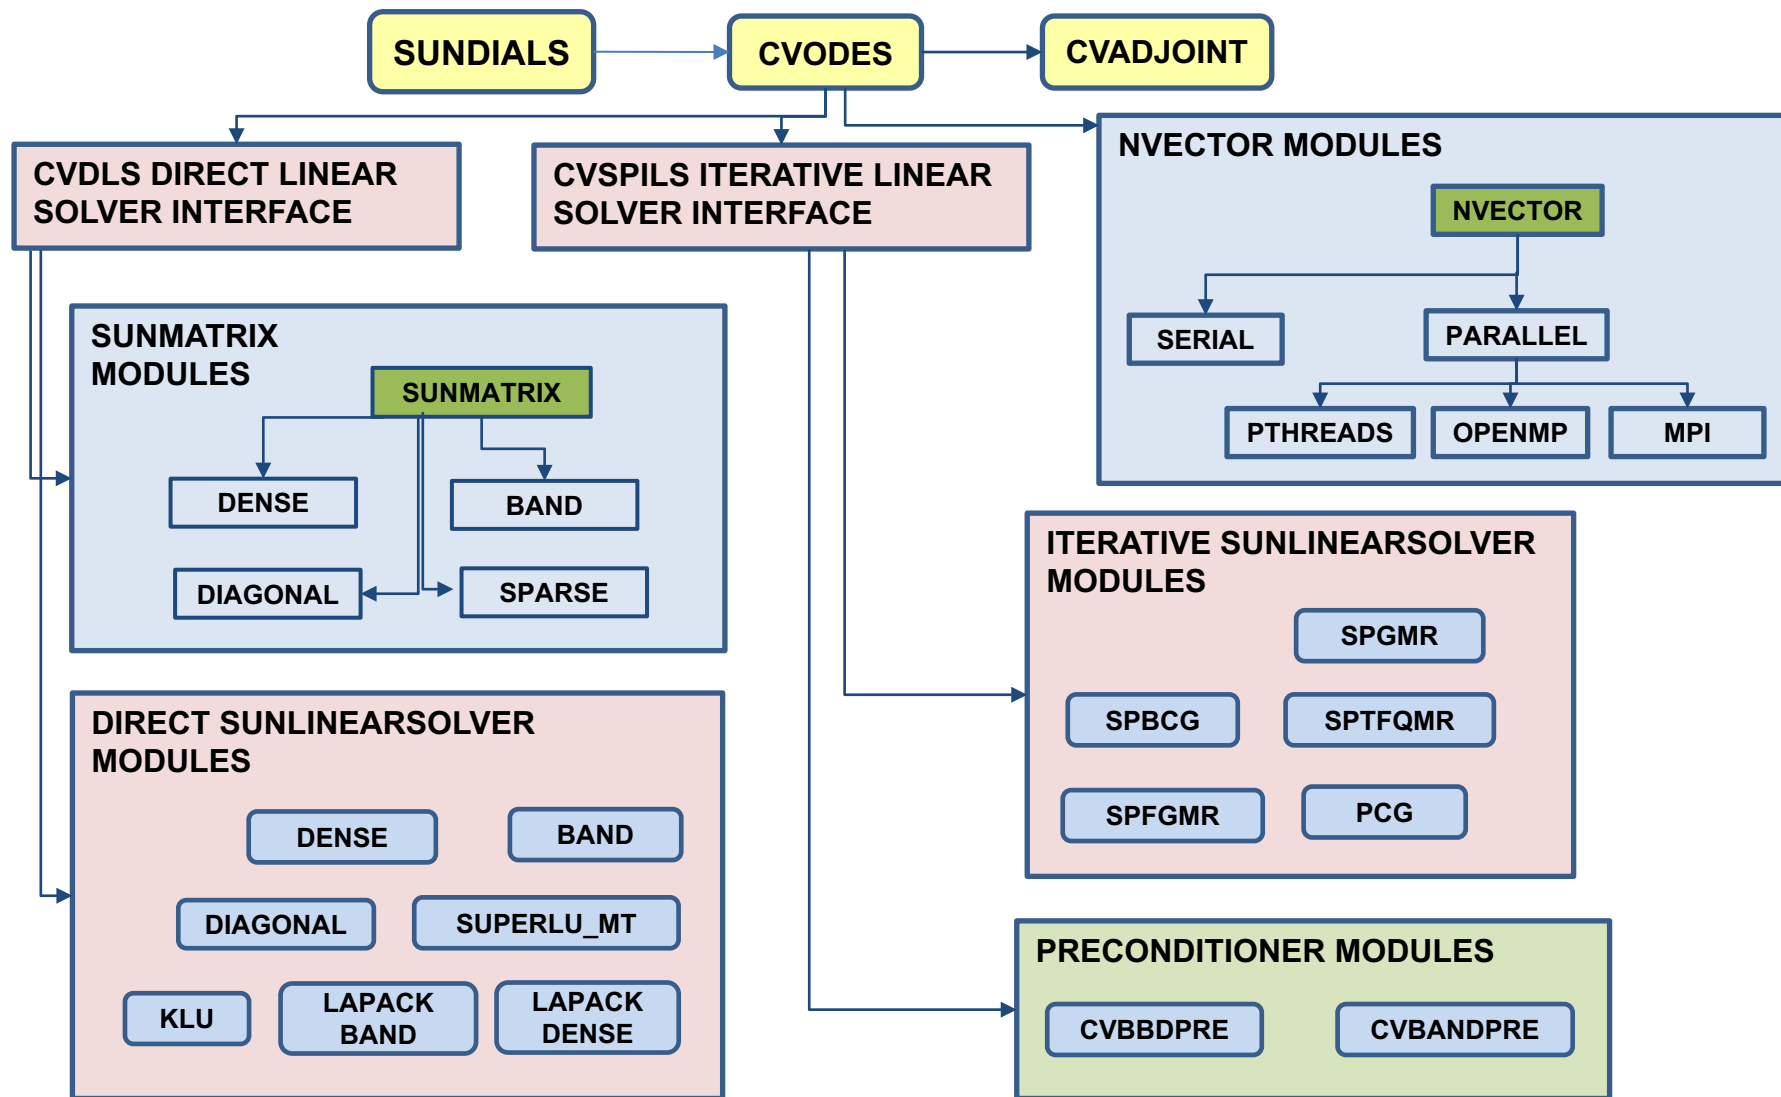 SUNDIALS
CVODES
CVADJOINT
CVDLS DIRECT LINEAR
SOLVER INTERFACE
CVSPILS ITERATIVE LINEAR
SOLVER INTERFACE
NVECTOR MODULES
NVECTOR
SERIAL
PARALLEL
PTHREADS
OPENMP
MPI
SUNMATRIX
MODULES
SUNMATRIX
DENSE
BAND
DIAGONAL
SPARSE
ITERATIVE SUNLINEARSOLVER
MODULES
SPGMR
SPBCG
SPTFQMR
SPFGMR
PCG
DIRECT SUNLINEARSOLVER
MODULES
DENSE
BAND
DIAGONAL
SUPERLU_MT
KLU
LAPACK
BAND
LAPACK
DENSE
PRECONDITIONER MODULES
CVBBDPRE
CVBANDPRE